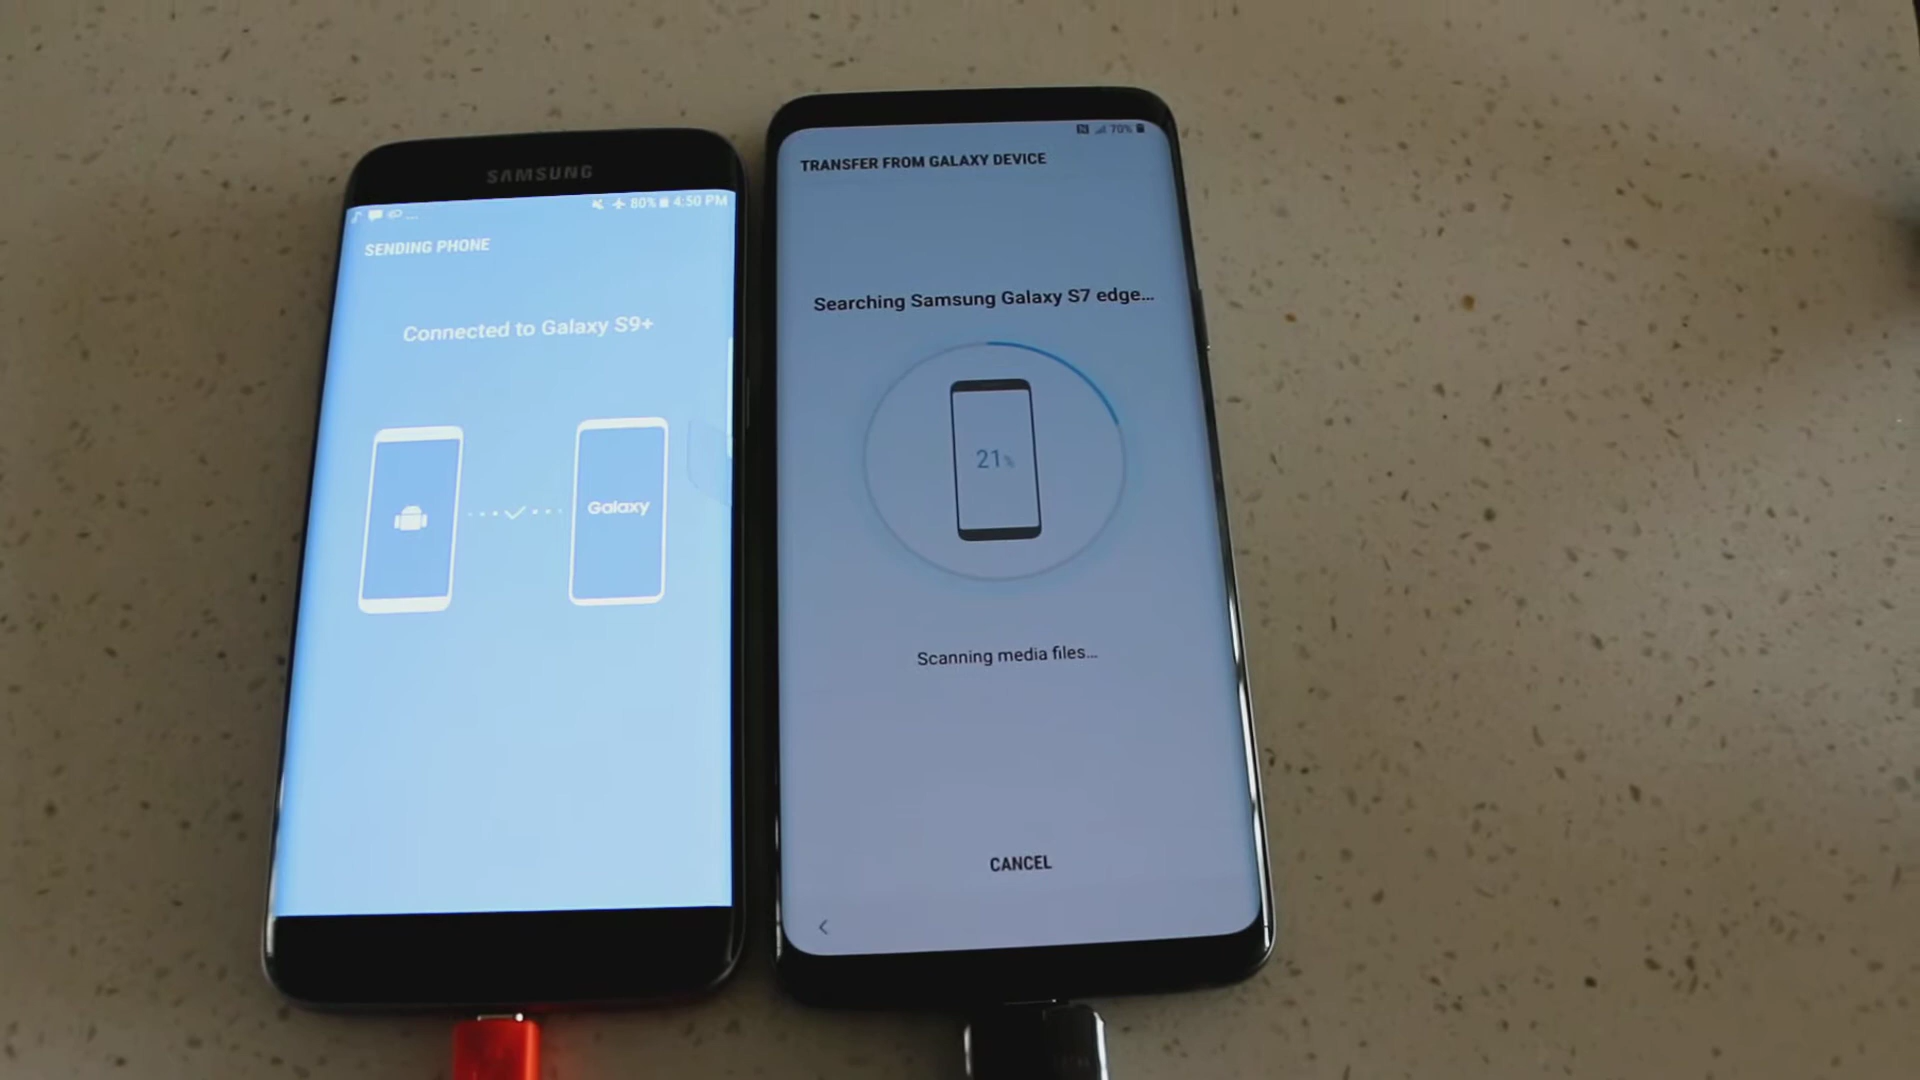 SAMSUNG
80% 4:50 PM
SENDING PHONE
Connected to Galaxy S9+
Galaxy
70%
TRANSFER FROM GALAXY DEVICE
Searching Samsung Galaxy S7 edge...
21%
Scanning media files...
CANCEL